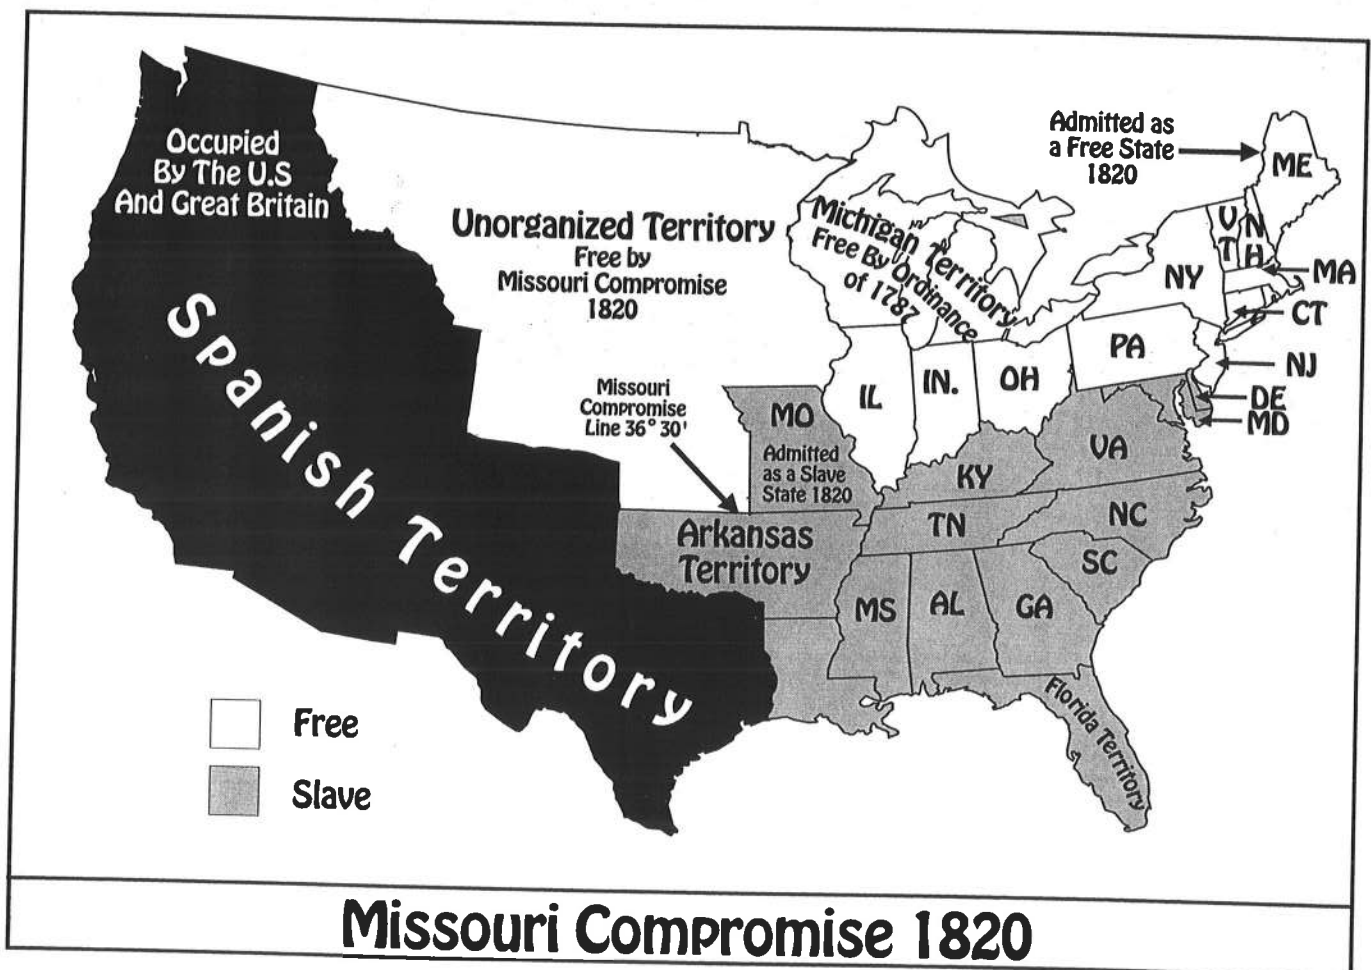 Occupied
By The U.S
And Great Britain
Spanish Territory
Unorganized Territory
Free by
Missouri Compromise
1820
Michigan Territory
Free By Ordinance
of 1787
Admitted as
a Free State
1820
ME
VT
NH
MA
NY
CT
PA
NJ
DE
MD
IL
IN.
OH
Missouri
Compromise
Line 36° 30'
MO
Admitted
as a Slave
State 1820
KY
VA
Arkansas
Territory
TN
NC
SC
MS
AL
GA
Florida Territory
Free
Slave
Missouri Compromise 1820